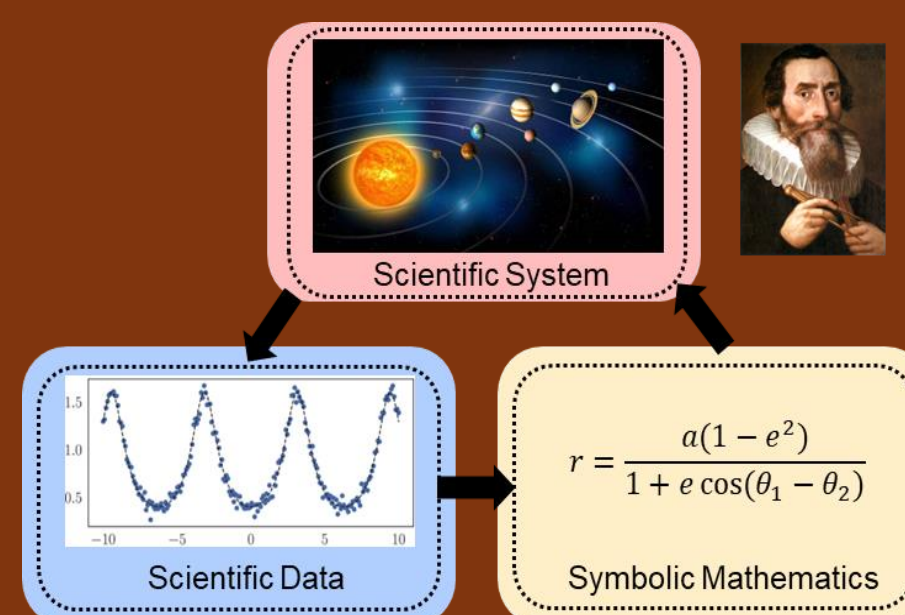 Scientific System
1.5
1.0
0.5
−10 −5 0 5 10
Scientific Data
r = a(1 − e²) / 1 + e cos(θ₁ − θ₂)
Symbolic Mathematics